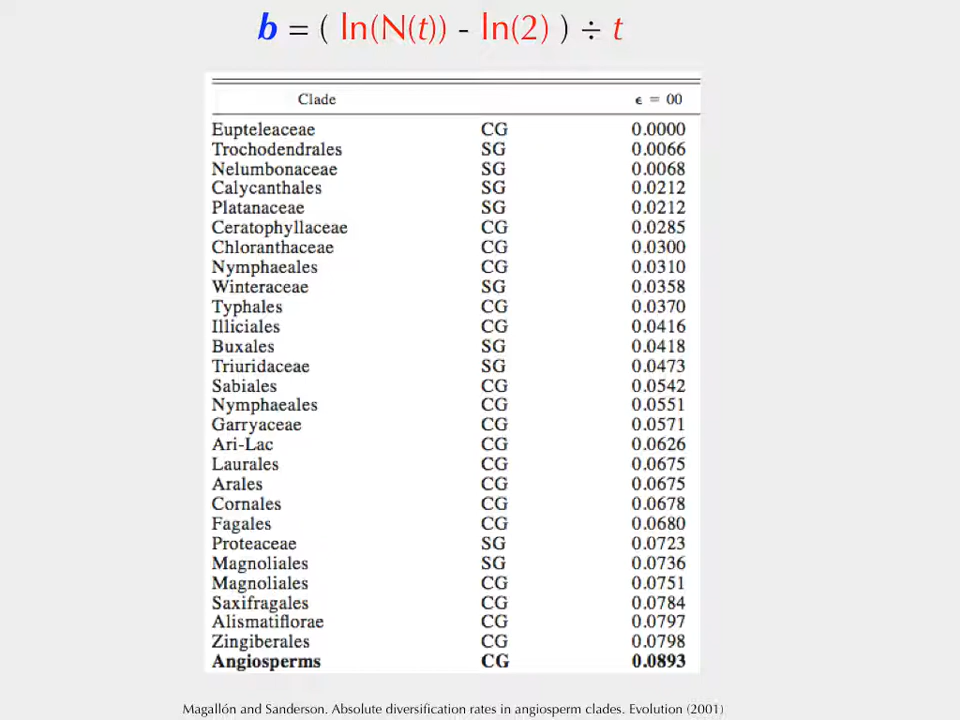 b = ( ln(N(t)) - ln(2) ) ÷ t
Clade ϵ = 00
Eupteleaceae CG 0.0000
Trochodendrales SG 0.0066
Nelumbonaceae SG 0.0068
Calycanthales SG 0.0212
Platanaceae SG 0.0212
Ceratophyllaceae CG 0.0285
Chloranthaceae CG 0.0300
Nymphaeales CG 0.0310
Winteraceae SG 0.0358
Typhales CG 0.0370
Illiciales CG 0.0416
Buxales SG 0.0418
Triuridaceae SG 0.0473
Sabiales CG 0.0542
Nymphaeales CG 0.0551
Garryaceae CG 0.0571
Ari-Lac CG 0.0626
Laurales CG 0.0675
Arales CG 0.0675
Cornales CG 0.0678
Fagales CG 0.0680
Proteaceae SG 0.0723
Magnoliales SG 0.0736
Magnoliales CG 0.0751
Saxifragales CG 0.0784
Alismatiflorae CG 0.0797
Zingiberales CG 0.0798
Angiosperms CG 0.0893
Magallón and Sanderson. Absolute diversification rates in angiosperm clades. Evolution (2001)